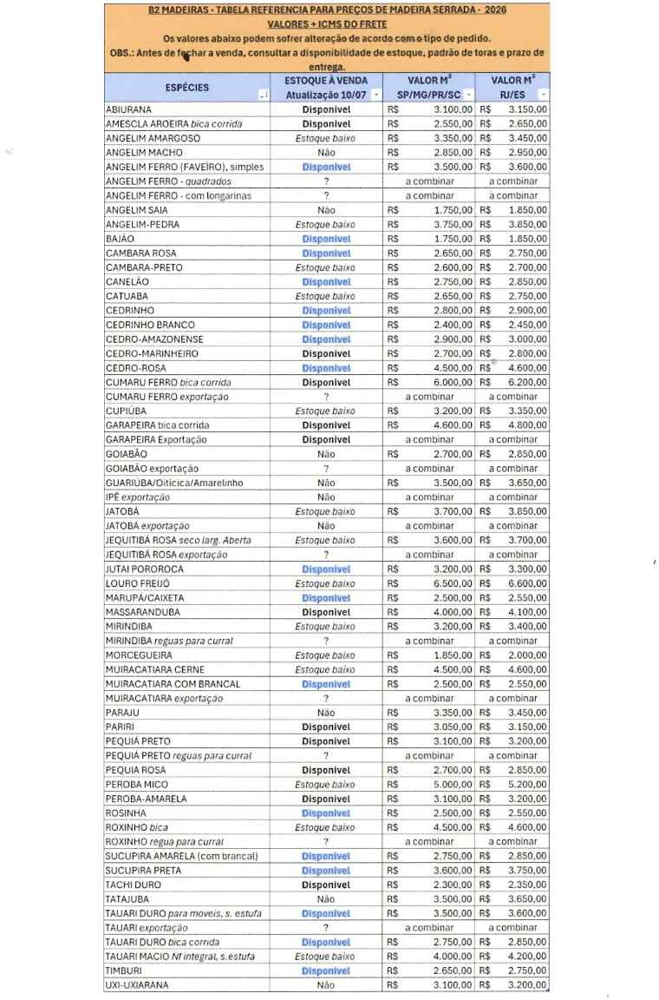 B2 MADEIRAS - TABELA REFERENCIA PARA PREÇOS DE MADEIRA SERRADA - 2026
VALORES + ICMS DO FRETE
Os valores abaixo podem sofrer alteração de acordo com o tipo de pedido.
OBS.: Antes de fechar a venda, consultar a disponibilidade de estoque, padrão de toras e prazo de
entrega.
ESPÉCIES ESTOQUE À VENDA Atualização 10/07 VALOR M³ SP/MG/PR/SC VALOR M³ RJ/ES
ABIURANA Disponivel R$ 3.100,00 R$ 3.150,00
AMESCLA AROEIRA bica corrida Disponivel R$ 2.550,00 R$ 2.650,00
ANGELIM AMARGOSO Estoque baixo R$ 3.350,00 R$ 3.450,00
ANGELIM MACHO Não R$ 2.850,00 R$ 2.950,00
ANGELIM FERRO (FAVEIRO), simples Disponivel R$ 3.500,00 R$ 3.600,00
ANGELIM FERRO - quadrados ? a combinar a combinar
ANGELIM FERRO - com longarinas ? a combinar a combinar
ANGELIM SAIA Não R$ 1.750,00 R$ 1.850,00
ANGELIM-PEDRA Estoque baixo R$ 3.750,00 R$ 3.850,00
BAJÃO Disponivel R$ 1.750,00 R$ 1.850,00
CAMBARA ROSA Disponivel R$ 2.650,00 R$ 2.750,00
CAMBARA-PRETO Estoque baixo R$ 2.600,00 R$ 2.700,00
CANELÃO Disponivel R$ 2.750,00 R$ 2.850,00
CATUABA Estoque baixo R$ 2.650,00 R$ 2.750,00
CEDRINHO Disponivel R$ 2.800,00 R$ 2.900,00
CEDRINHO BRANCO Disponivel R$ 2.400,00 R$ 2.450,00
CEDRO-AMAZONENSE Disponivel R$ 2.900,00 R$ 3.000,00
CEDRO-MARINHEIRO Disponivel R$ 2.700,00 R$ 2.800,00
CEDRO-ROSA Disponivel R$ 4.500,00 R$ 4.600,00
CUMARU FERRO bica corrida Disponivel R$ 6.000,00 R$ 6.200,00
CUMARU FERRO exportação ? a combinar a combinar
CUPIÚBA Estoque baixo R$ 3.200,00 R$ 3.350,00
GARAPEIRA bica corrida Disponivel R$ 4.600,00 R$ 4.800,00
GARAPEIRA Exportação Disponivel a combinar a combinar
GOIABÃO Não R$ 2.700,00 R$ 2.850,00
GOIABÃO exportação ? a combinar a combinar
GUARIÚBA/Oiticica/Amarelinho Não R$ 3.500,00 R$ 3.650,00
IPÊ exportação Não a combinar a combinar
JATOBÁ Estoque baixo R$ 3.700,00 R$ 3.850,00
JATOBÁ exportação Não a combinar a combinar
JEQUITIBÁ ROSA seco larg. Aberta Estoque baixo R$ 3.600,00 R$ 3.700,00
JEQUITIBÁ ROSA exportação ? a combinar a combinar
JUTAI POROROCA Disponivel R$ 3.200,00 R$ 3.300,00
LOURO FREIJÓ Estoque baixo R$ 6.500,00 R$ 6.600,00
MARUPÁ/CAIXETA Disponivel R$ 2.500,00 R$ 2.550,00
MASSARANDUBA Disponivel R$ 4.000,00 R$ 4.100,00
MIRINDIBA Estoque baixo R$ 3.200,00 R$ 3.400,00
MIRINDIBA reguas para curral ? a combinar a combinar
MORCEGUEIRA Estoque baixo R$ 1.850,00 R$ 2.000,00
MUIRACATIARA CERNE Estoque baixo R$ 4.500,00 R$ 4.600,00
MUIRACATIARA COM BRANCAL Disponivel R$ 2.500,00 R$ 2.550,00
MUIRACATIARA exportação ? a combinar a combinar
PARAJU Não R$ 3.350,00 R$ 3.450,00
PARIRI Disponivel R$ 3.050,00 R$ 3.150,00
PEQUIÁ PRETO Disponivel R$ 3.100,00 R$ 3.200,00
PEQUIÁ PRETO reguas para curral ? a combinar a combinar
PEQUIA ROSA Disponivel R$ 2.700,00 R$ 2.850,00
PEROBA MICO Estoque baixo R$ 5.000,00 R$ 5.200,00
PEROBA-AMARELA Disponivel R$ 3.100,00 R$ 3.200,00
ROSINHA Disponivel R$ 2.500,00 R$ 2.550,00
ROXINHO bica Estoque baixo R$ 4.500,00 R$ 4.600,00
ROXINHO regua para curral ? a combinar a combinar
SUCUPIRA AMARELA (com brancal) Disponivel R$ 2.750,00 R$ 2.850,00
SUCUPIRA PRETA Disponivel R$ 3.600,00 R$ 3.750,00
TACHI DURO Disponivel R$ 2.300,00 R$ 2.350,00
TATAJUBA Não R$ 3.500,00 R$ 3.650,00
TAUARI DURO para moveis, s. estufa Disponivel R$ 3.500,00 R$ 3.600,00
TAUARI exportação ? a combinar a combinar
TAUARI DURO bica corrida Disponivel R$ 2.750,00 R$ 2.850,00
TAUARI MACIO Nf integral, s.estufa Estoque baixo R$ 4.000,00 R$ 4.200,00
TIMBURI Disponivel R$ 2.650,00 R$ 2.750,00
UXI-UXIARANA Não R$ 3.100,00 R$ 3.200,00